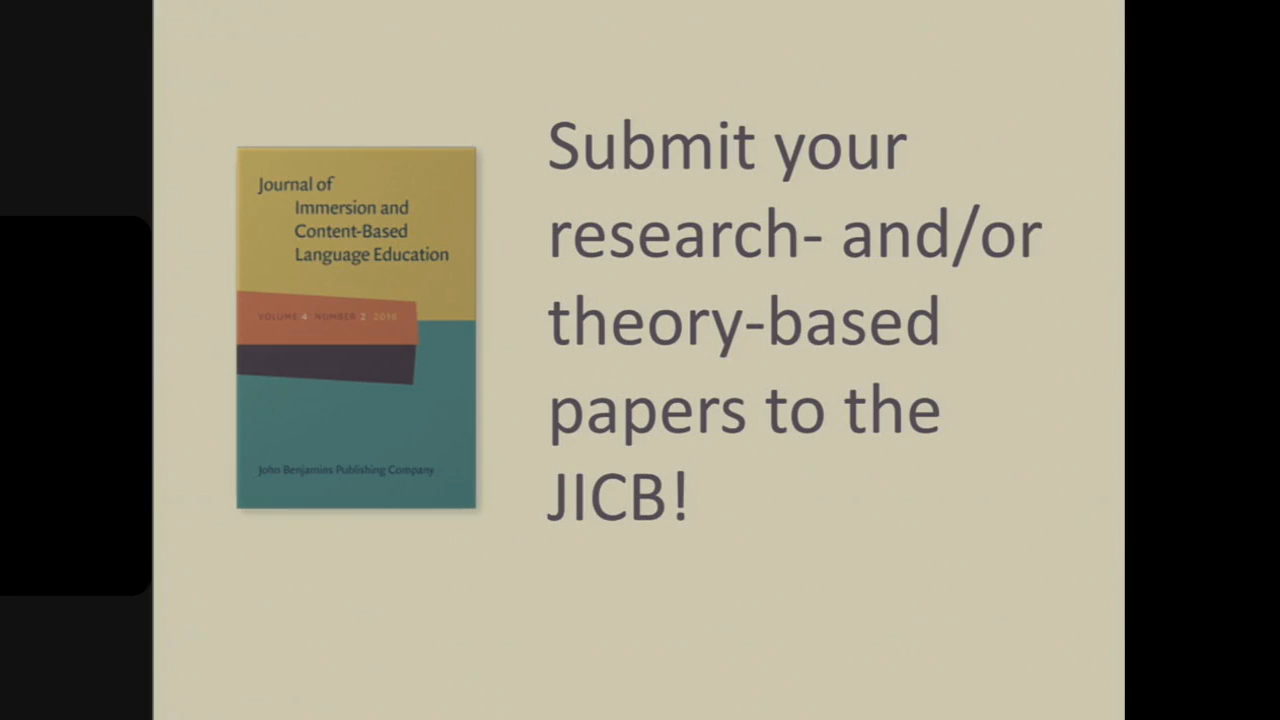 Journal of
Immersion and
Content-Based
Language Education
VOLUME 4 NUMBER 2 2016
John Benjamins Publishing Company
Submit your
research- and/or
theory-based
papers to the
JICB!